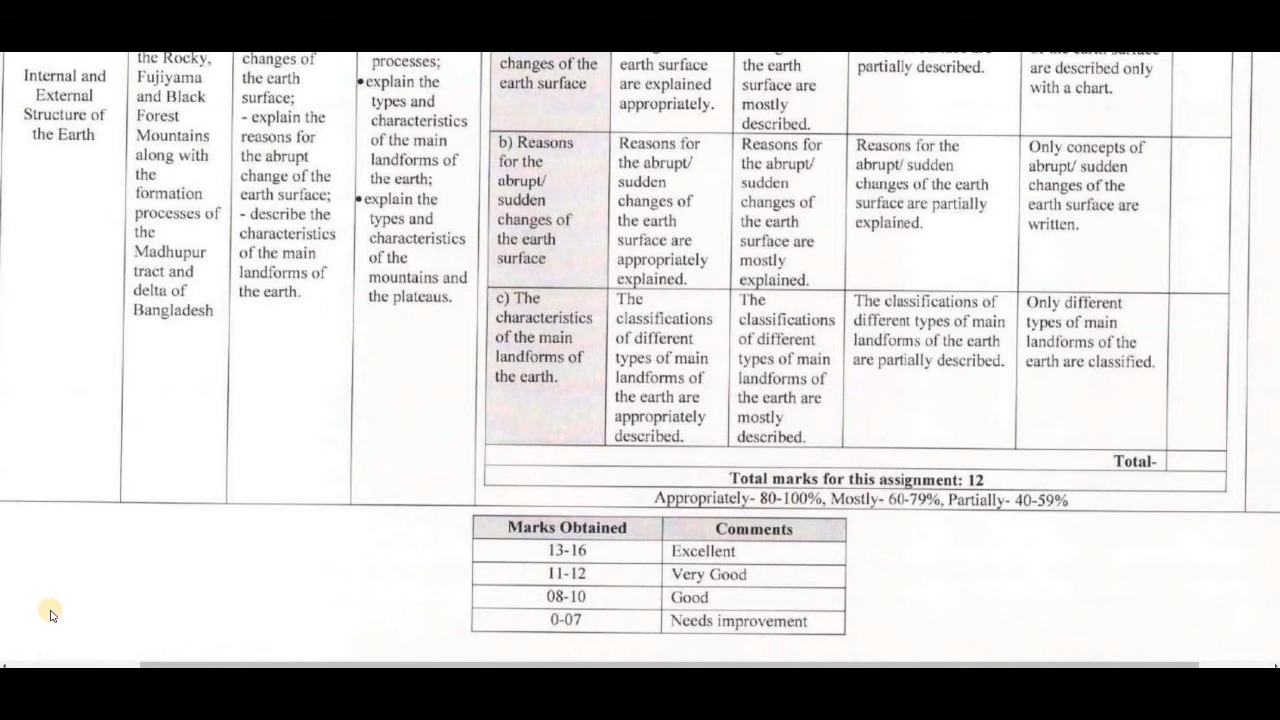 Internal and
External
Structure of
the Earth
the Rocky,
Fujiyama
and Black
Forest
Mountains
along with
the
formation
processes of
the
Madhupur
tract and
delta of
Bangladesh
changes of
the earth
surface;
- explain the
reasons for
the abrupt
change of the
earth surface;
- describe the
characteristics
of the main
landforms of
the earth.
processes;
•explain the
types and
characteristics
of the main
landforms of
the earth;
•explain the
types and
characteristics
of the
mountains and
the plateaus.
changes of the
earth surface
earth surface
are explained
appropriately.
the earth
surface are
mostly
described.
partially described.
of the earth surface
are described only
with a chart.
b) Reasons
for the
abrupt/
sudden
changes of
the earth
surface
Reasons for
the abrupt/
sudden
changes of
the earth
surface are
appropriately
explained.
Reasons for
the abrupt/
sudden
changes of
the earth
surface are
mostly
explained.
Reasons for the
abrupt/ sudden
changes of the earth
surface are partially
explained.
Only concepts of
abrupt/ sudden
changes of the
earth surface are
written.
c) The
characteristics
of the main
landforms of
the earth.
The
classifications
of different
types of main
landforms of
the earth are
appropriately
described.
The
classifications
of different
types of main
landforms of
the earth are
mostly
described.
The classifications of
different types of main
landforms of the earth
are partially described.
Only different
types of main
landforms of the
earth are classified.
Total-
Total marks for this assignment: 12
Appropriately- 80-100%, Mostly- 60-79%, Partially- 40-59%
Marks Obtained Comments
13-16 Excellent
11-12 Very Good
08-10 Good
0-07 Needs improvement